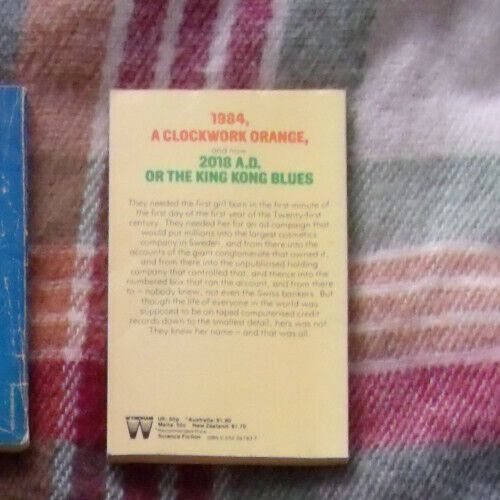 1984,
A CLOCKWORK ORANGE,
and now
2018 A.D.
OR THE KING KONG BLUES
They needed the first girl born in the first minute of
the first day of the first year of the Twenty-first
century. They needed her for an ad campaign that
would put millions into the largest cosmetics
company in Sweden, and from there into the
accounts of the giant conglomerate that owned it,
and from there into the unpublicised holding
company that controlled that, and thence into the
numbered box that ran the account, and from there
to – nobody knew, not even the Swiss bankers. But
though the life of everyone in the world was
supposed to be on taped computerised credit
records down to the smallest detail, hers was not.
They knew her name – and that was all.
WYNDHAM
W
UK: 50p *Australia: $1.60
Malta: 55c New Zealand: $1.70
*Recommended Price
Science Fiction